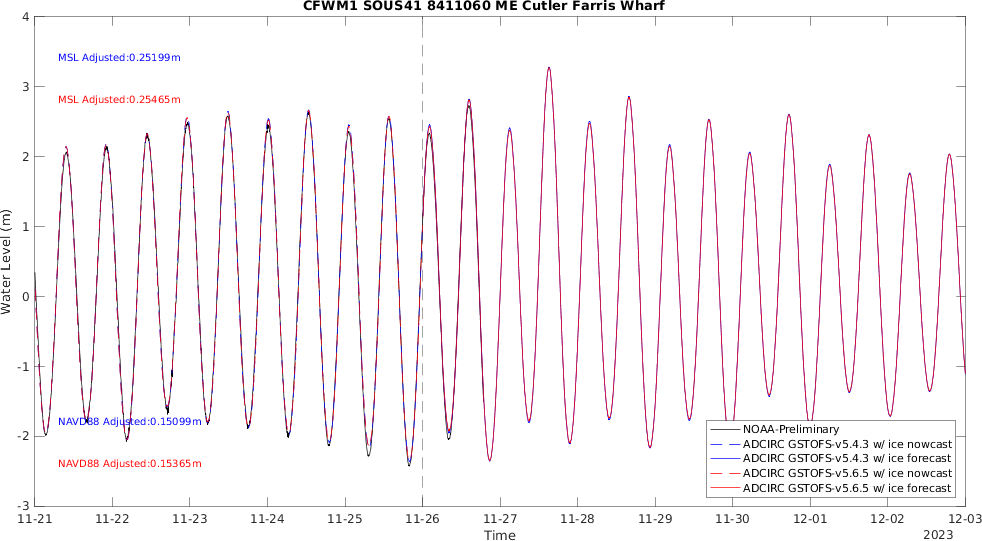 CFWM1 SOUS41 8411060 ME Cutler Farris Wharf
4
3
2
1
0
-1
-2
-3
Water Level (m)
MSL Adjusted:0.25199m
MSL Adjusted:0.25465m
NAVD88 Adjusted:0.15099m
NAVD88 Adjusted:0.15365m
NOAA-Preliminary
ADCIRC GSTOFS-v5.4.3 w/ ice nowcast
ADCIRC GSTOFS-v5.4.3 w/ ice forecast
ADCIRC GSTOFS-v5.6.5 w/ ice nowcast
ADCIRC GSTOFS-v5.6.5 w/ ice forecast
11-21 11-22 11-23 11-24 11-25 11-26 11-27 11-28 11-29 11-30 12-01 12-02 12-03
Time
2023